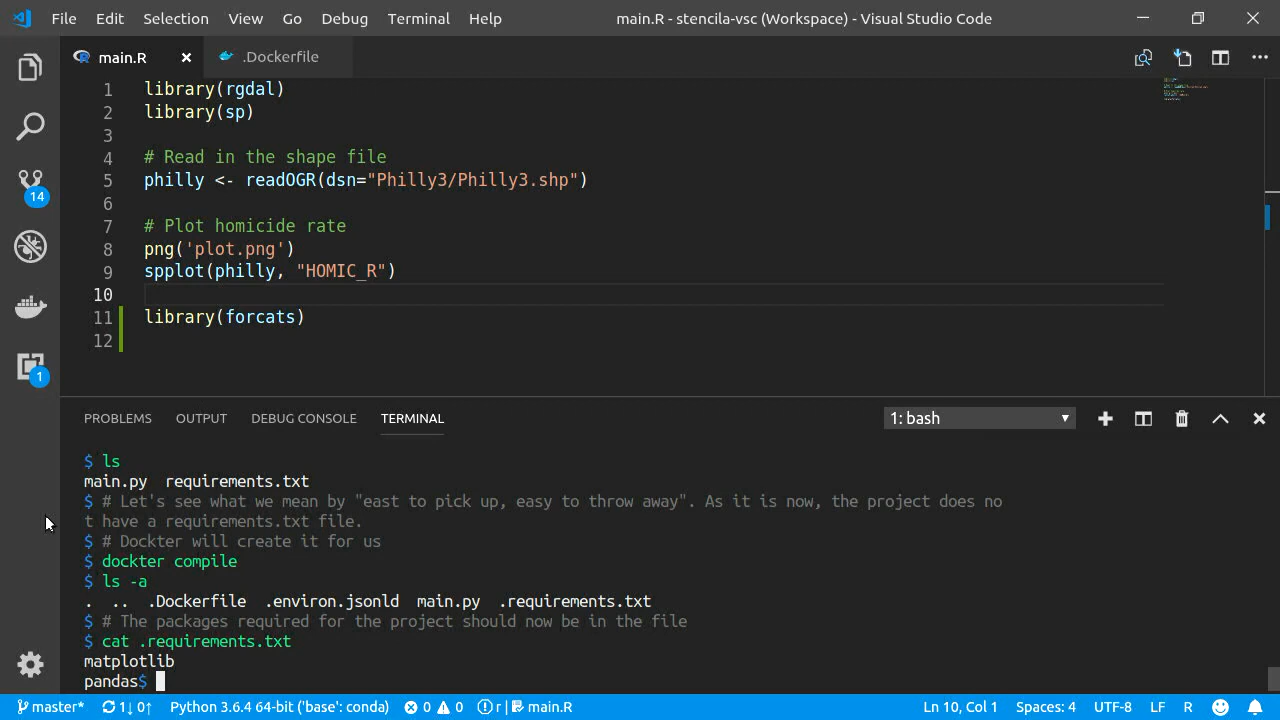 File Edit Selection View Go Debug Terminal Help main.R - stencila-vsc (Workspace) - Visual Studio Code
main.R .Dockerfile
1 library(rgdal)
2 library(sp)
3
4 # Read in the shape file
5 philly <- readOGR(dsn="Philly3/Philly3.shp")
6
7 # Plot homicide rate
8 png('plot.png')
9 spplot(philly, "HOMIC_R")
10
11 library(forcats)
12
14
1
PROBLEMS OUTPUT DEBUG CONSOLE TERMINAL 1: bash
$ ls
main.py requirements.txt
$ # Let's see what we mean by "east to pick up, easy to throw away". As it is now, the project does no
t have a requirements.txt file.
$ # Dockter will create it for us
$ dockter compile
$ ls -a
. .. .Dockerfile .environ.jsonld main.py .requirements.txt
$ # The packages required for the project should now be in the file
$ cat .requirements.txt
matplotlib
pandas$
master* 1↓ 0↑ Python 3.6.4 64-bit ('base': conda) 0 0 r | main.R Ln 10, Col 1 Spaces: 4 UTF-8 LF R